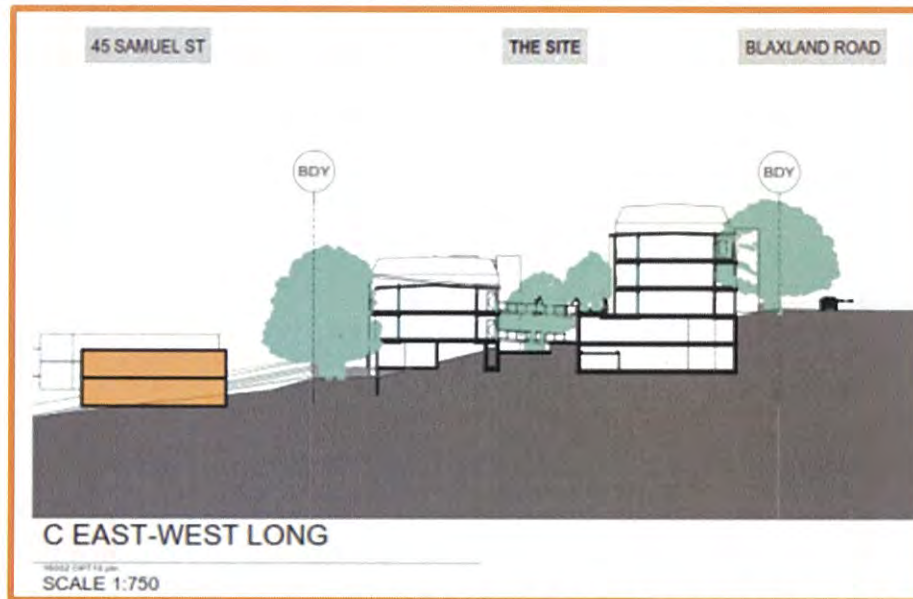 45 SAMUEL ST
THE SITE
BLAXLAND ROAD
BDY
BDY
C EAST-WEST LONG
SCALE 1:750